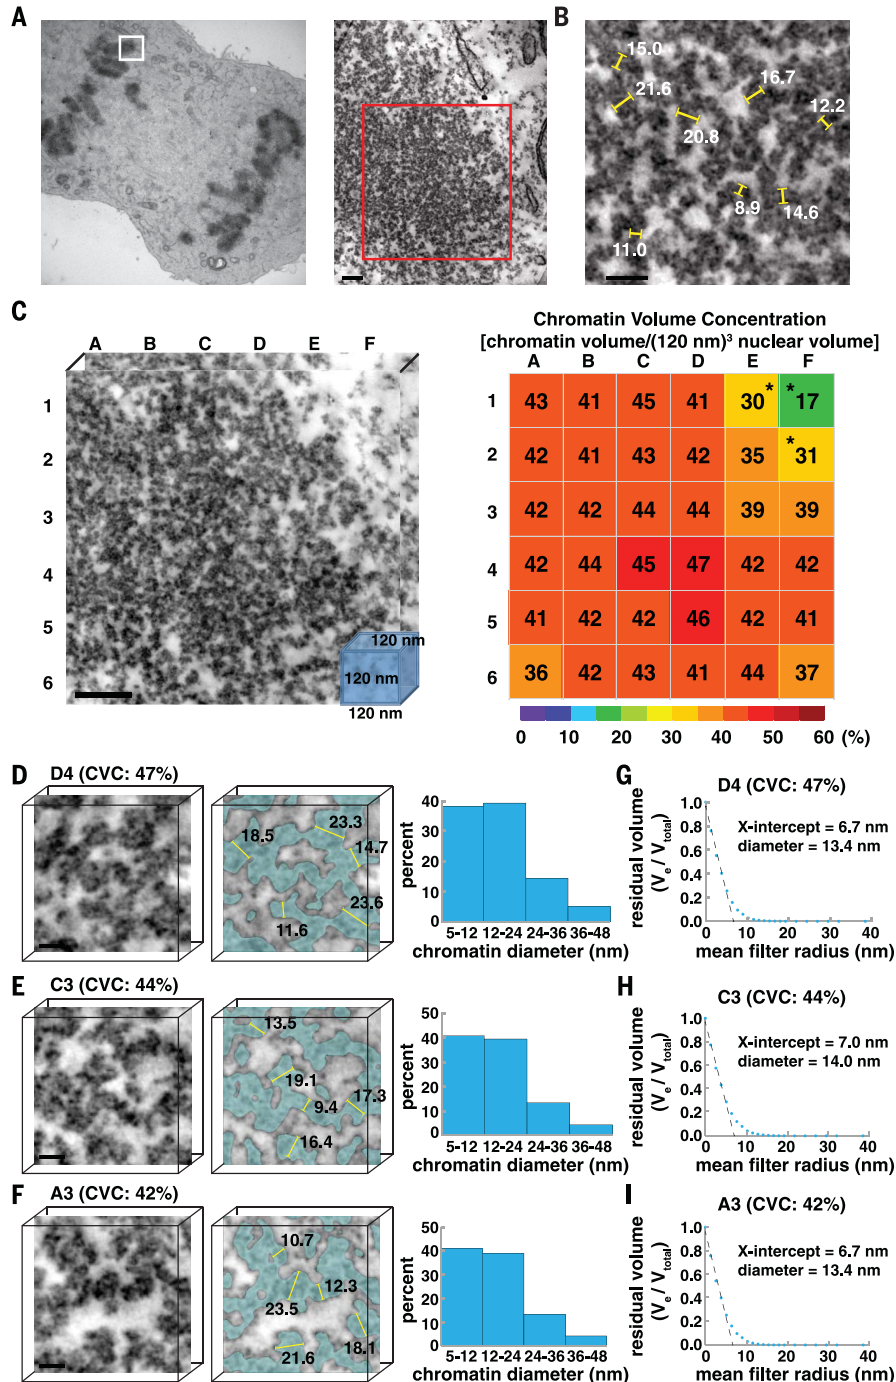 A
B
15.0
21.6
16.7
12.2
20.8
8.9
14.6
11.0
C
A B C D E F
1
2
3
4
5
6
120 nm
120 nm
120 nm
Chromatin Volume Concentration
[chromatin volume/(120 nm)³ nuclear volume]
A B C D E F
1 43 41 45 41 30* *17
2 42 41 43 42 35 *31
3 42 42 44 44 39 39
4 42 44 45 47 42 42
5 41 42 42 46 42 41
6 36 42 43 41 44 37
0 10 20 30 40 50 60 (%)
D
D4 (CVC: 47%)
18.5
23.3
14.7
23.6
11.6
percent
40
30
20
10
0
5-12 12-24 24-36 36-48
chromatin diameter (nm)
G
D4 (CVC: 47%)
residual volume
(Ve / Vtotal)
1.0
0.8
0.6
0.4
0.2
0.0
X-intercept = 6.7 nm
diameter = 13.4 nm
0 10 20 30 40
mean filter radius (nm)
E
C3 (CVC: 44%)
13.5
19.1
17.3
9.4
16.4
percent
50
40
30
20
10
0
5-12 12-24 24-36 36-48
chromatin diameter (nm)
H
C3 (CVC: 44%)
residual volume
(Ve / Vtotal)
1.0
0.8
0.6
0.4
0.2
0.0
X-intercept = 7.0 nm
diameter = 14.0 nm
0 10 20 30 40
mean filter radius (nm)
F
A3 (CVC: 42%)
10.7
12.3
23.5
18.1
21.6
percent
50
40
30
20
10
0
5-12 12-24 24-36 36-48
chromatin diameter (nm)
I
A3 (CVC: 42%)
residual volume
(Ve / Vtotal)
1.0
0.8
0.6
0.4
0.2
0.0
X-intercept = 6.7 nm
diameter = 13.4 nm
0 10 20 30 40
mean filter radius (nm)